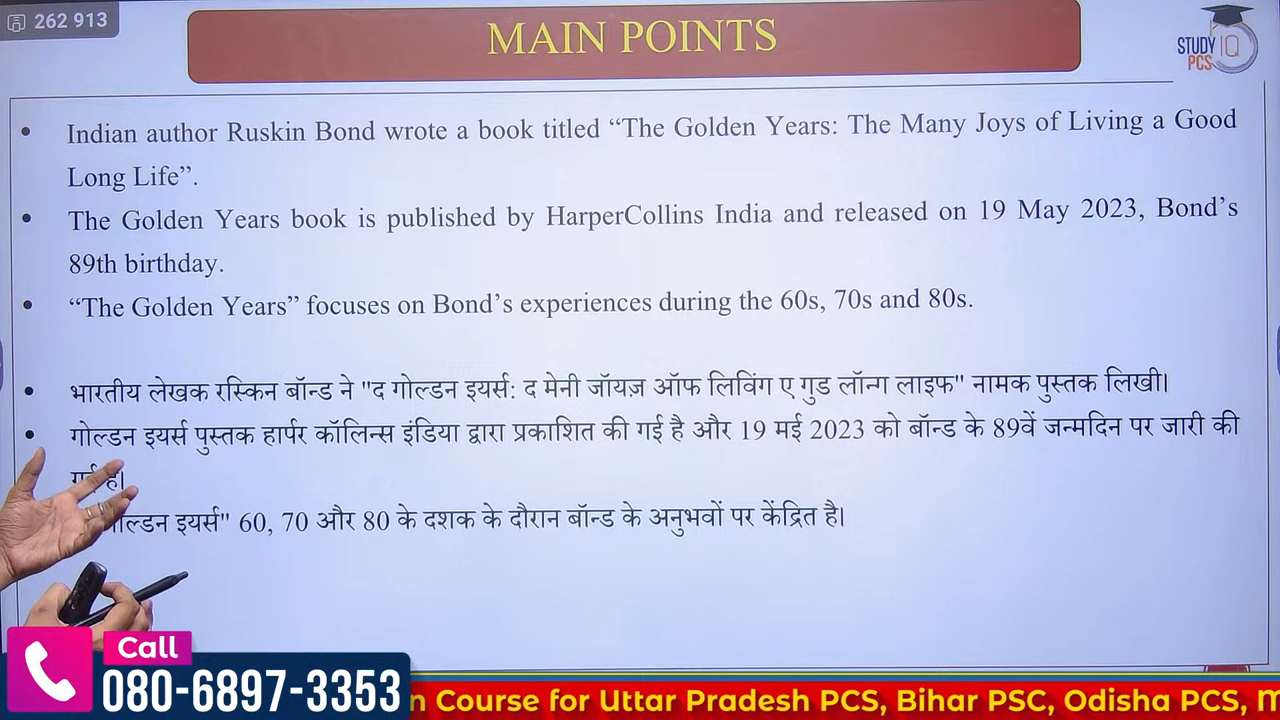 262 913
MAIN POINTS
STUDY IQ
PCS
• Indian author Ruskin Bond wrote a book titled “The Golden Years: The Many Joys of Living a Good
Long Life”.
• The Golden Years book is published by HarperCollins India and released on 19 May 2023, Bond’s
89th birthday.
• “The Golden Years” focuses on Bond’s experiences during the 60s, 70s and 80s.
• भारतीय लेखक रस्किन बॉन्ड ने "द गोल्डन इयर्स: द मेनी जॉयज़ ऑफ लिविंग ए गुड लॉन्ग लाइफ" नामक पुस्तक लिखी।
• गोल्डन इयर्स पुस्तक हार्पर कॉलिन्स इंडिया द्वारा प्रकाशित की गई है और 19 मई 2023 को बॉन्ड के 89वें जन्मदिन पर जारी की
इयर्स" 60, 70 और 80 के दशक के दौरान बॉन्ड के अनुभवों पर केंद्रित है।
Call
080-6897-3353
Course for Uttar Pradesh PCS, Bihar PSC, Odisha PCS,